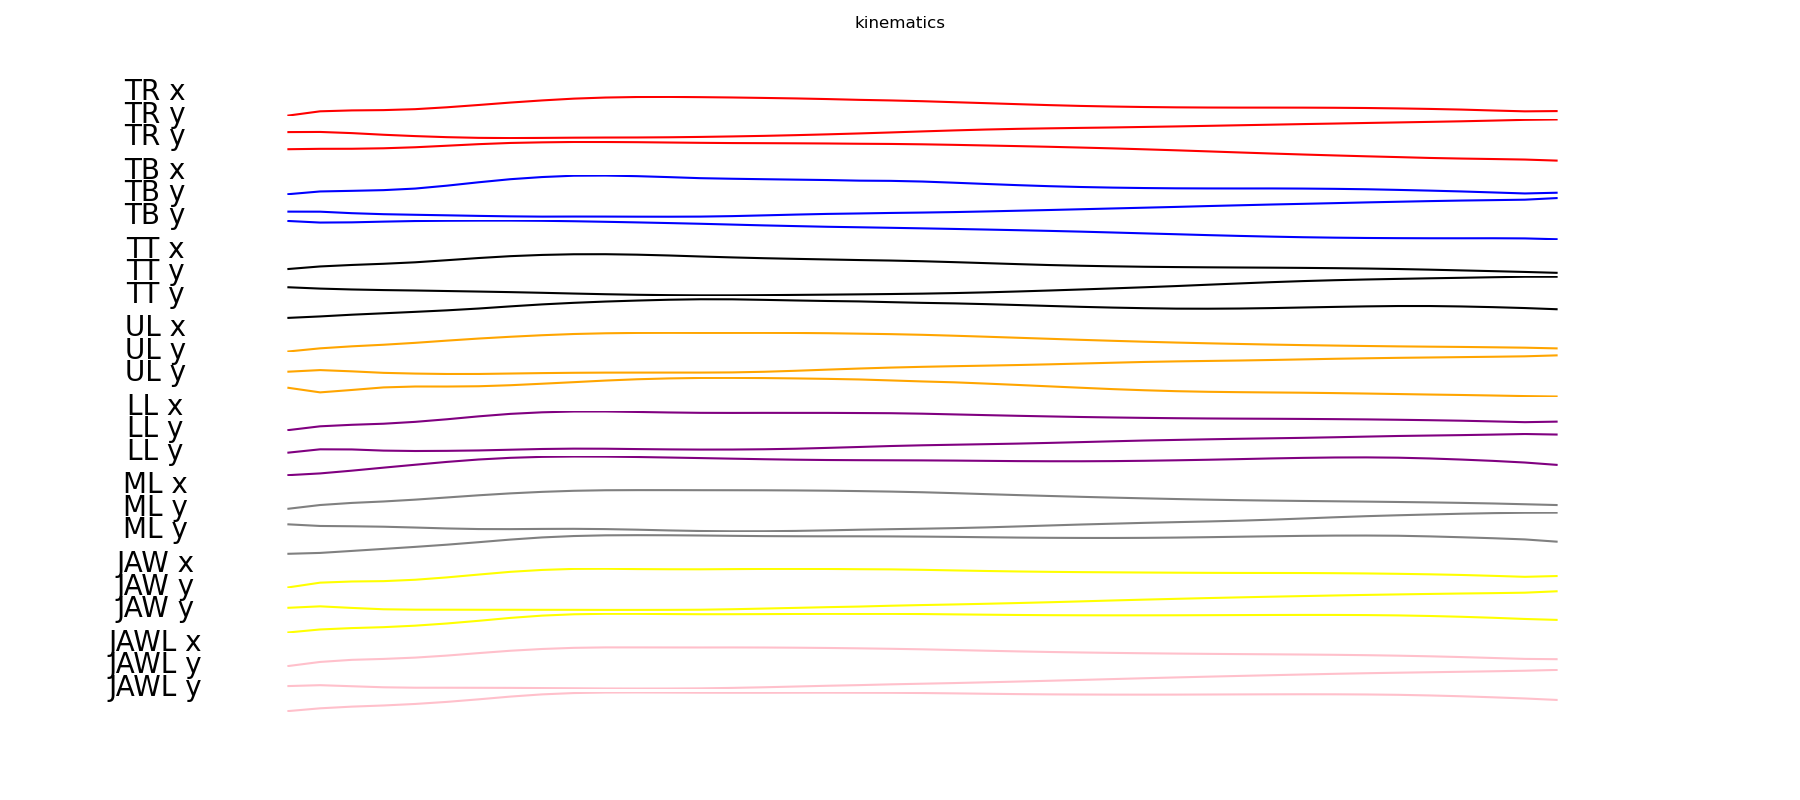 kinematics
TR x
TR y
TR y
TB x
TB y
TB y
TT x
TT y
TT y
UL x
UL y
UL y
LL x
LL y
LL y
ML x
ML y
ML y
JAW x
JAW y
JAW y
JAWL x
JAWL y
JAWL y